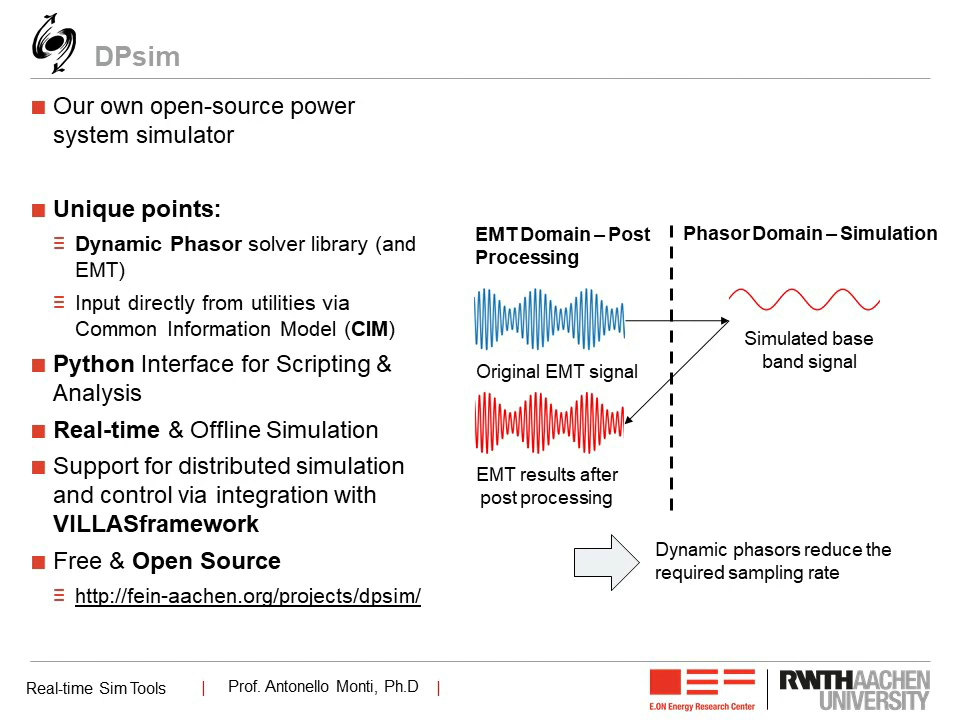 DPsim
Our own open-source power
system simulator
Unique points:
Dynamic Phasor solver library (and
EMT)
Input directly from utilities via
Common Information Model (CIM)
Python Interface for Scripting &
Analysis
Real-time & Offline Simulation
Support for distributed simulation
and control via integration with
VILLASframework
Free & Open Source
http://fein-aachen.org/projects/dpsim/
EMT Domain – Post
Processing
Phasor Domain – Simulation
Original EMT signal
Simulated base
band signal
EMT results after
post processing
Dynamic phasors reduce the
required sampling rate
Real-time Sim Tools | Prof. Antonello Monti, Ph.D |
E.ON Energy Research Center
RWTHAACHEN
UNIVERSITY